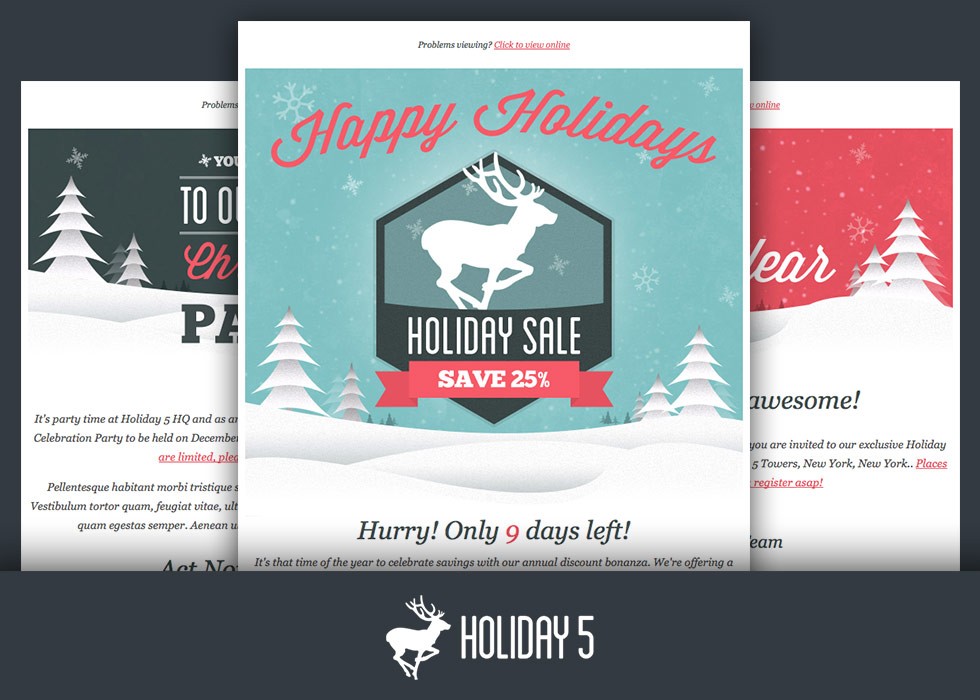 Problems viewing? Click to view online
Happy Holidays
HOLIDAY SALE
SAVE 25%
Hurry! Only 9 days left!
It's that time of the year to celebrate savings with our annual discount bonanza. We're offering a
Problems
YOU
TO OU
Ch
PA
It's party time at Holiday 5 HQ and as an
Celebration Party to be held on December
are limited, plea
Pellentesque habitant morbi tristique s
Vestibulum tortor quam, feugiat vitae, ult
quam egestas semper. Aenean u
Act No
online
Year
awesome!
you are invited to our exclusive Holiday
5 Towers, New York, New York.. Places
register asap!
Team
HOLIDAY 5